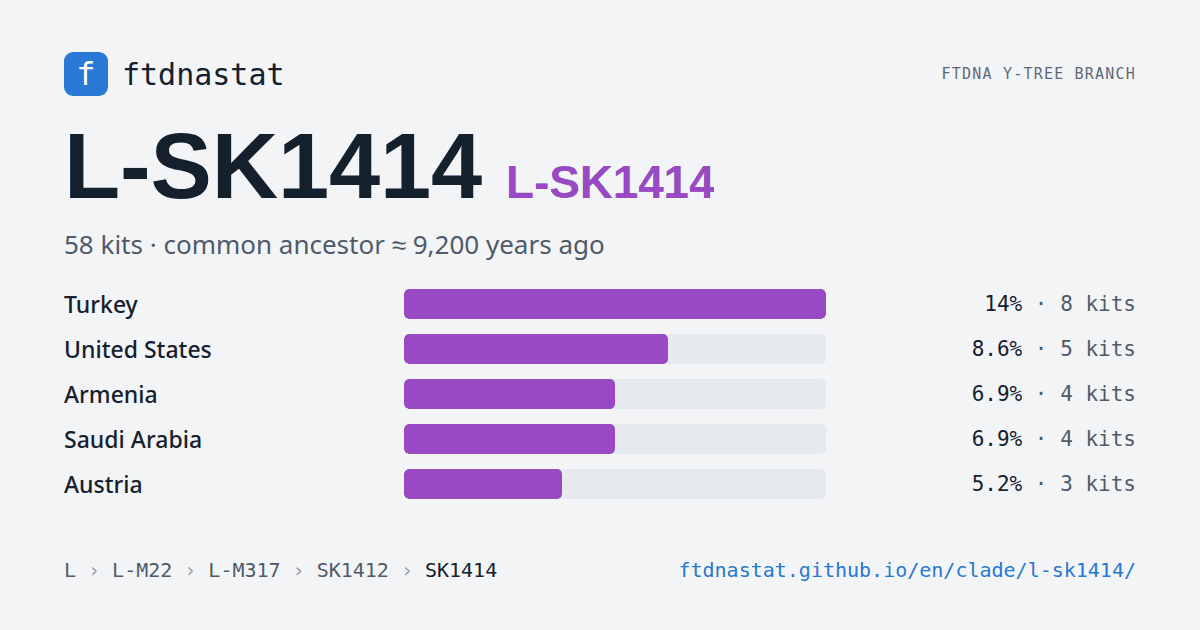 f ftdnastat
FTDNA Y-TREE BRANCH
L-SK1414 L-SK1414
58 kits · common ancestor ≈ 9,200 years ago
Turkey 14% · 8 kits
United States 8.6% · 5 kits
Armenia 6.9% · 4 kits
Saudi Arabia 6.9% · 4 kits
Austria 5.2% · 3 kits
L › L-M22 › L-M317 › SK1412 › SK1414
ftdnastat.github.io/en/clade/l-sk1414/